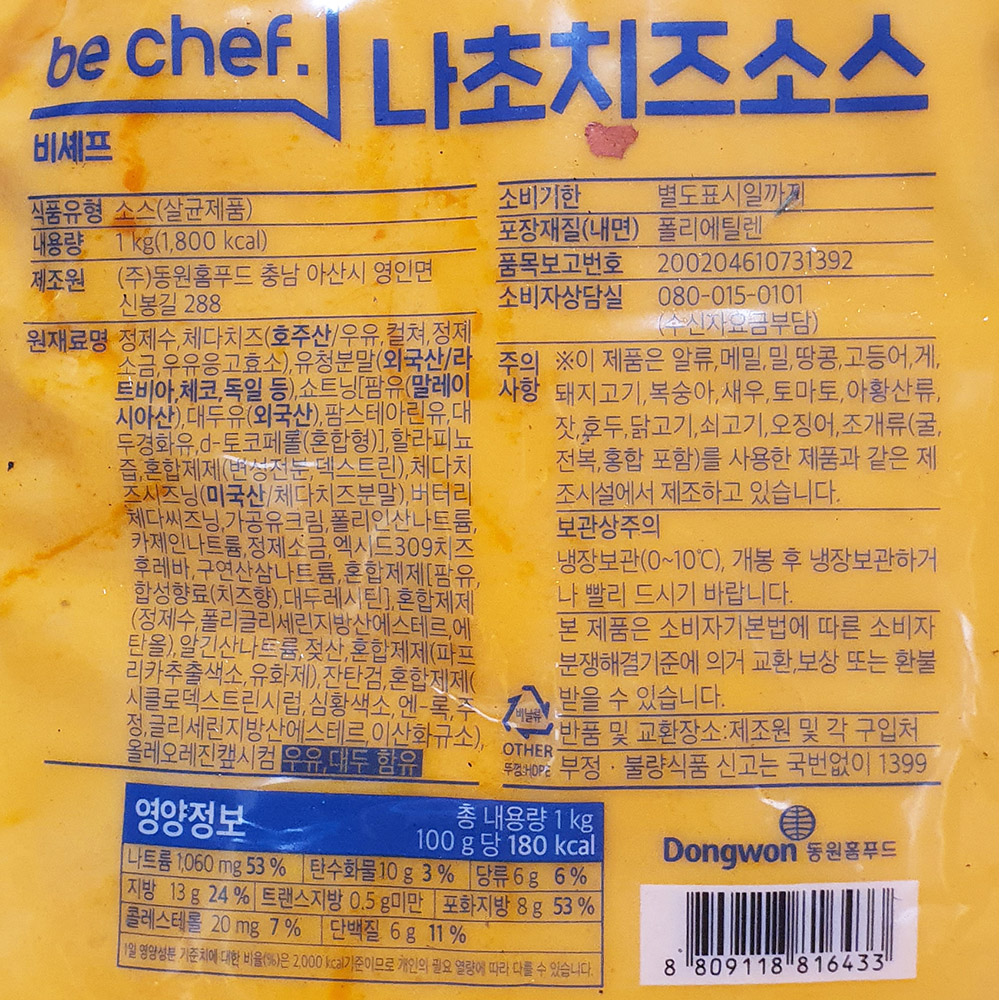 be chef.
비셰프
나초치즈소스
식품유형 소스(살균제품)
내용량 1 kg(1,800 kcal)
제조원 (주)동원홈푸드 충남 아산시 영인면
신봉길 288
원재료명 정제수,체다치즈(호주산/우유,컬쳐,정제
소금,우유응고효소),유청분말(외국산/라
트비아,체코,독일 등),쇼트닝[팜유(말레이
시아산),대두유(외국산),팜스테아린유,대
두경화유,d-토코페롤(혼합형)],할라피뇨
즙,혼합제제(변성전분,덱스트린),체다치
즈시즈닝(미국산/체다치즈분말),버터리
체다씨즈닝,가공유크림,폴리인산나트륨,
카제인나트륨,정제소금,엑시드309치즈
후레바,구연산삼나트륨,혼합제제[팜유,
합성향료(치즈향),대두레시틴],혼합제제
(정제수,폴리글리세린지방산에스테르,에
탄올),알긴산나트륨,젖산,혼합제제(파프
리카추출색소,유화제),잔탄검,혼합제제(
시클로덱스트린시럽,심황색소,엔-록,주
정,글리세린지방산에스테르,이산화규소),
올레오레진캪시컴 우유,대두 함유
소비기한 별도표시일까지
포장재질(내면) 폴리에틸렌
품목보고번호 200204610731392
소비자상담실 080-015-0101
(수신자요금부담)
주의사항 ※이 제품은 알류,메밀,밀,땅콩,고등어,게,
돼지고기,복숭아,새우,토마토,아황산류,
잣,호두,닭고기,쇠고기,오징어,조개류(굴,
전복,홍합 포함)를 사용한 제품과 같은 제
조시설에서 제조하고 있습니다.
보관상주의
냉장보관(0~10℃), 개봉 후 냉장보관하거
나 빨리 드시기 바랍니다.
본 제품은 소비자기본법에 따른 소비자
분쟁해결기준에 의거 교환,보상 또는 환불
받을 수 있습니다.
반품 및 교환장소:제조원 및 각 구입처
부정·불량식품 신고는 국번없이 1399
비닐류
OTHER
뚜껑:HDPE
영양정보 총 내용량 1 kg
100 g 당 180 kcal
나트륨 1,060 mg 53 % 탄수화물 10 g 3 % 당류 6 g 6 %
지방 13 g 24 % 트랜스지방 0.5 g미만 포화지방 8 g 53 %
콜레스테롤 20 mg 7 % 단백질 6 g 11 %
1일 영양성분 기준치에 대한 비율(%)은 2,000 kcal기준이므로 개인의 필요 열량에 따라 다를 수 있습니다.
Dongwon 동원홈푸드
8 809118 816433